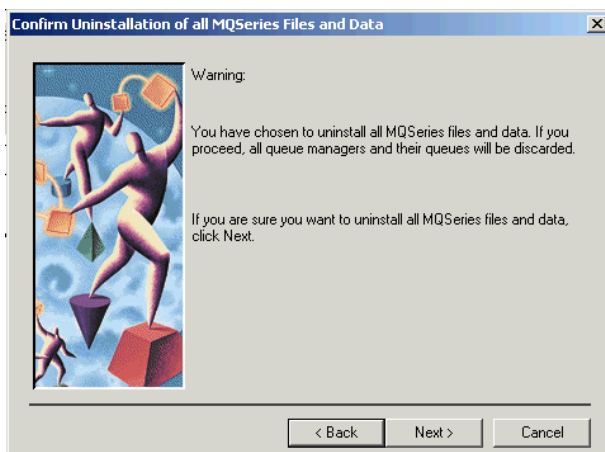 Confirm Uninstallation of all MQSeries Files and Data
Warning:
You have chosen to uninstall all MQSeries files and data. If you
proceed, all queue managers and their queues will be discarded.
If you are sure you want to uninstall all MQSeries files and data,
click Next.
< Back
Next >
Cancel